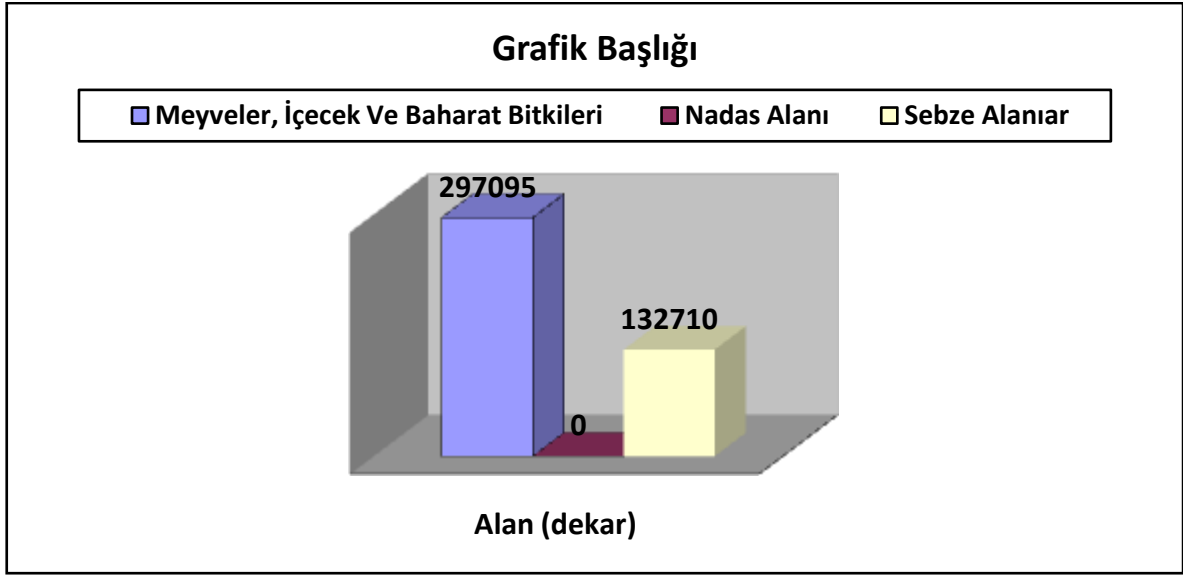 Grafik Başlığı
Meyveler, İçecek Ve Baharat Bitkileri Nadas Alanı Sebze Alanıar
297095
132710
0
Alan (dekar)